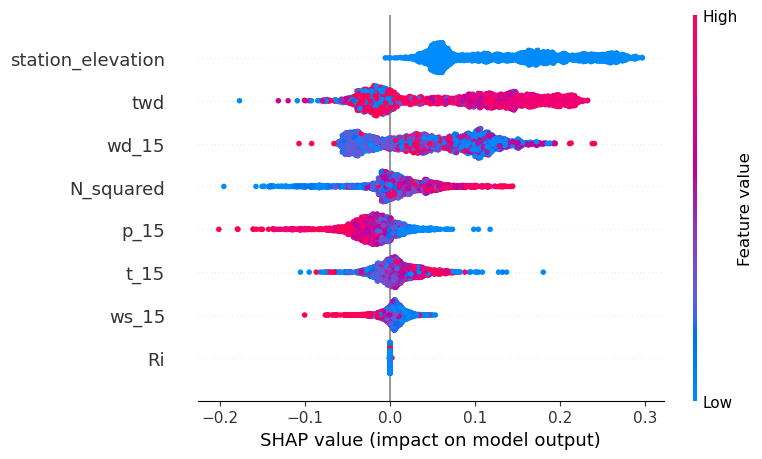 High
station_elevation
twd
wd_15
N_squared
p_15
t_15
ws_15
Ri
Feature value
Low
−0.2 −0.1 0.0 0.1 0.2 0.3
SHAP value (impact on model output)